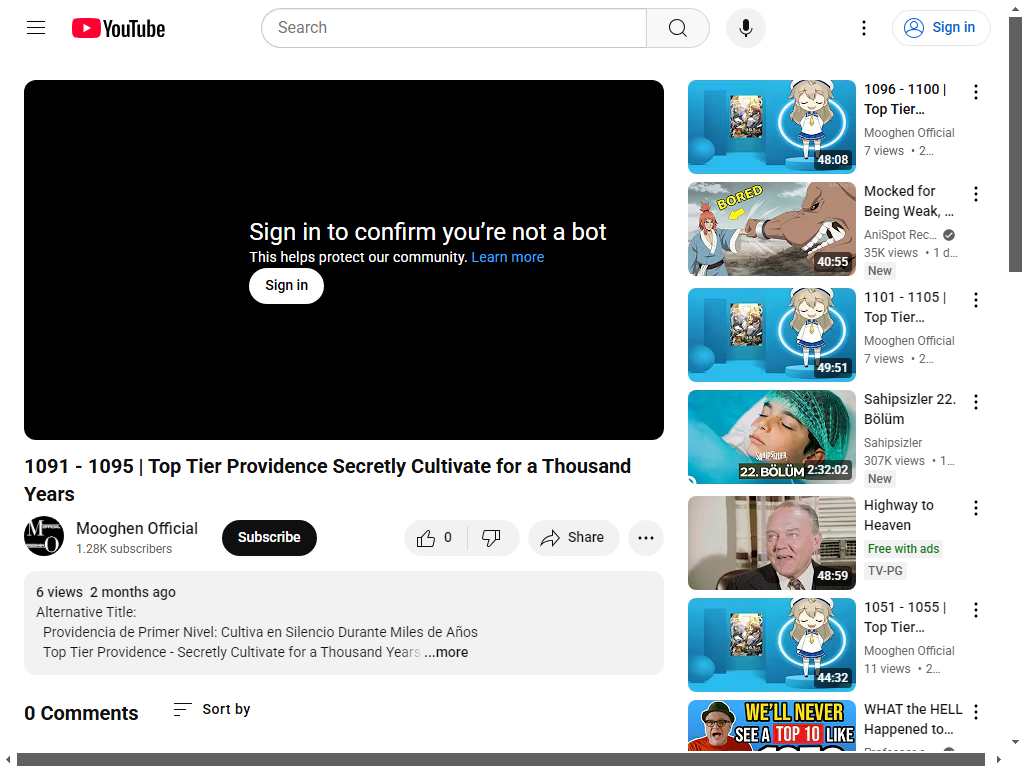 YouTube
Search
Sign in
Sign in to confirm you're not a bot
This helps protect our community. Learn more
Sign in
1091 - 1095 | Top Tier Providence Secretly Cultivate for a Thousand
Years
Mooghen Official
1.28K subscribers
Subscribe
0
Share
6 views 2 months ago
Alternative Title:
Providencia de Primer Nivel: Cultiva en Silencio Durante Miles de Años
Top Tier Providence - Secretly Cultivate for a Thousand Years ...more
0 Comments
Sort by
48:08
1096 - 1100 |
Top Tier…
Mooghen Official
7 views • 2…
BORED
40:55
Mocked for
Being Weak, …
AniSpot Rec…
35K views • 1 d…
New
49:51
1101 - 1105 |
Top Tier…
Mooghen Official
7 views • 2…
SAHİPSİZLER
22. BÖLÜM
2:32:02
Sahipsizler 22.
Bölüm
Sahipsizler
307K views • 1…
New
48:59
Highway to
Heaven
Free with ads
TV-PG
44:32
1051 - 1055 |
Top Tier…
Mooghen Official
11 views • 2…
WE'LL NEVER
SEE A TOP 10 LIKE
WHAT the HELL
Happened to…